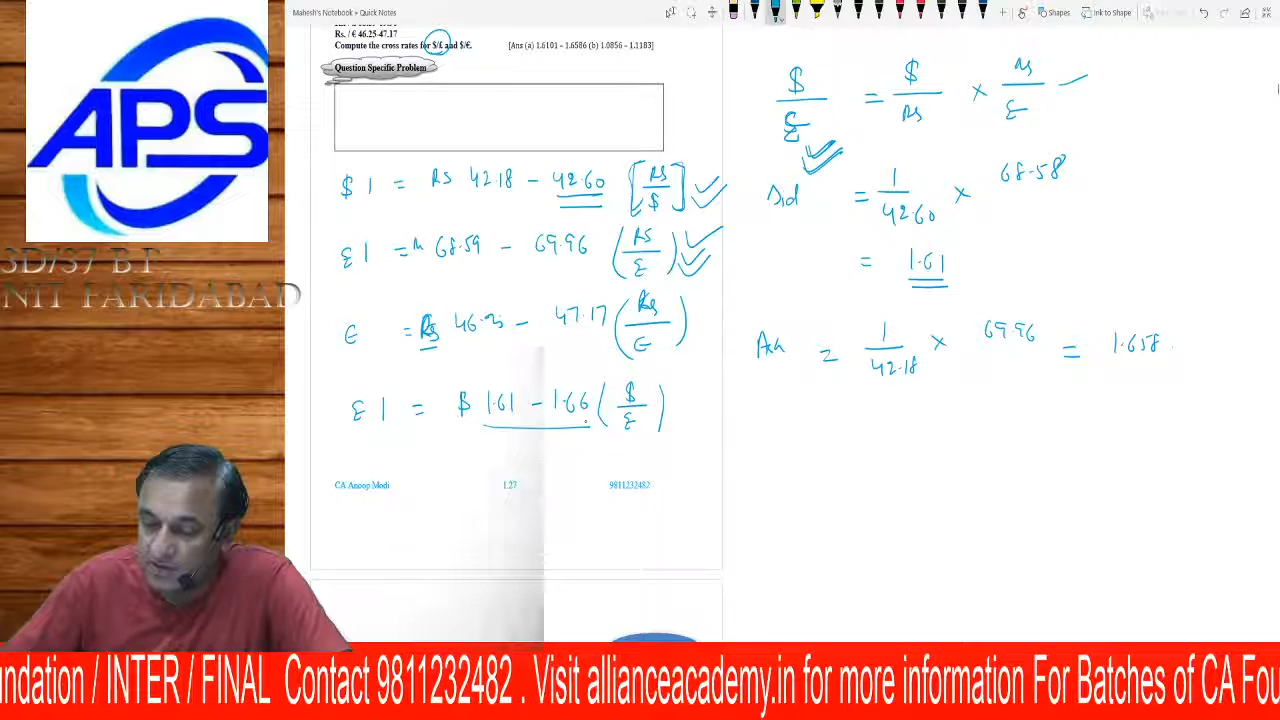 Mahesh's Notebook » Quick Notes
Shapes
Ink to Shape
APS
3D/37 B.P.
NIT FARIDABAD
Rs. / € 46.25-47.17
Compute the cross rates for $/£ and $/€.
[Ans (a) 1.6101 – 1.6586 (b) 1.0856 – 1.1183]
Question Specific Problem
$ 1 = Rs 42.18 – 42.60 [Rs/$]
£ 1 = Rs 68.59 – 69.96 (Rs/£)
€ = Rs 46.25 – 47.17 (Rs/€)
£ 1 = $ 1.61 – 1.66 ($/£)
$/£ = $/Rs × Rs/£
Bid = 1/42.60 × 68.58
= 1.61
Ask = 1/42.18 × 69.96 = 1.658
CA Anoop Modi
1.27
9811232482
undation / INTER / FINAL Contact 9811232482 . Visit allianceacademy.in for more information For Batches of CA Fou